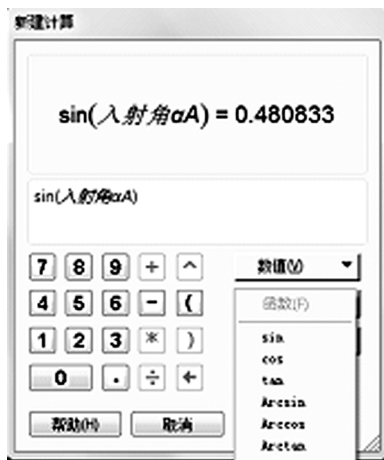 新建计算
sin(入射角αA) = 0.480833
sin(入射角αA)
7 8 9 + ^
4 5 6 - (
1 2 3 * )
0 . ÷ ←
数值(V)
函数(F)
sin
cos
tan
Arcsin
Arccos
Arctan
帮助(H) 取消